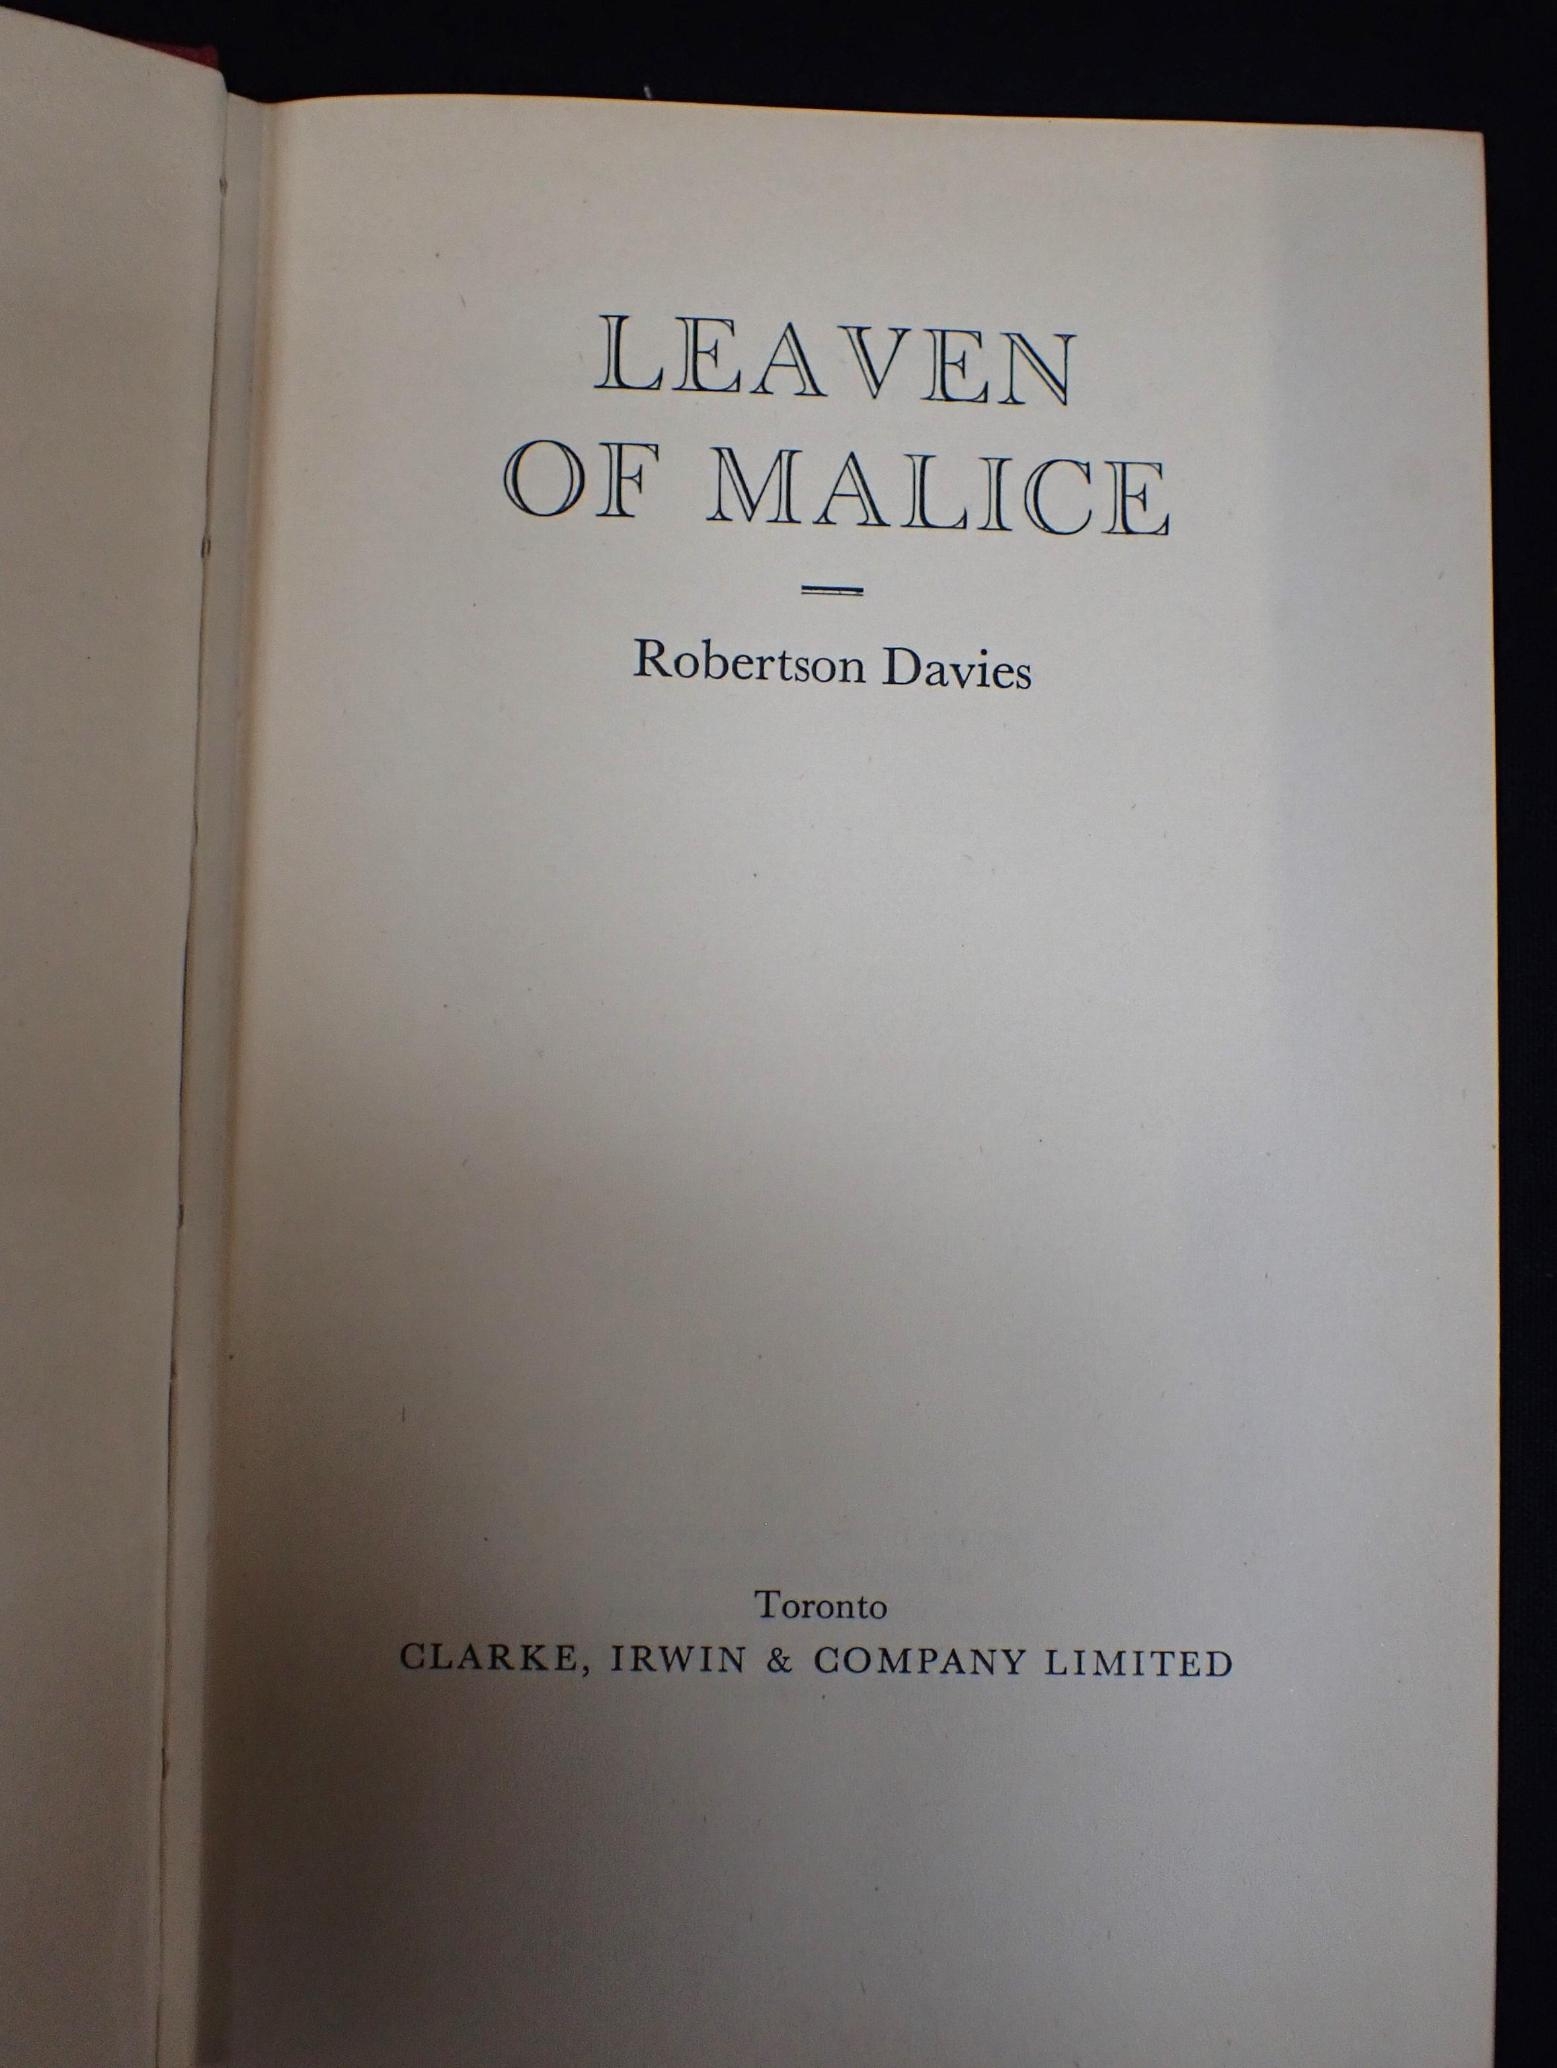 LEAVEN
OF MALICE
Robertson Davies
Toronto
CLARKE, IRWIN & COMPANY LIMITED